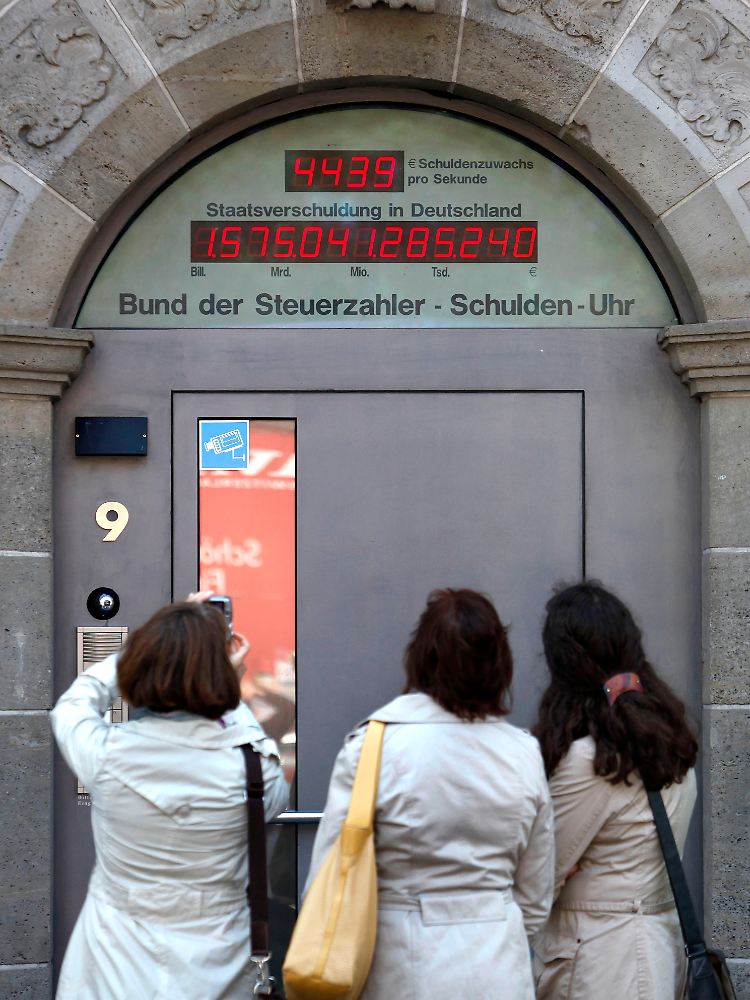 4439 € Schuldenzuwachs
pro Sekunde
Staatsverschuldung in Deutschland
1.575.041.285.240
Bill. Mrd. Mio. Tsd. €
Bund der Steuerzahler - Schulden-Uhr
9
Schö